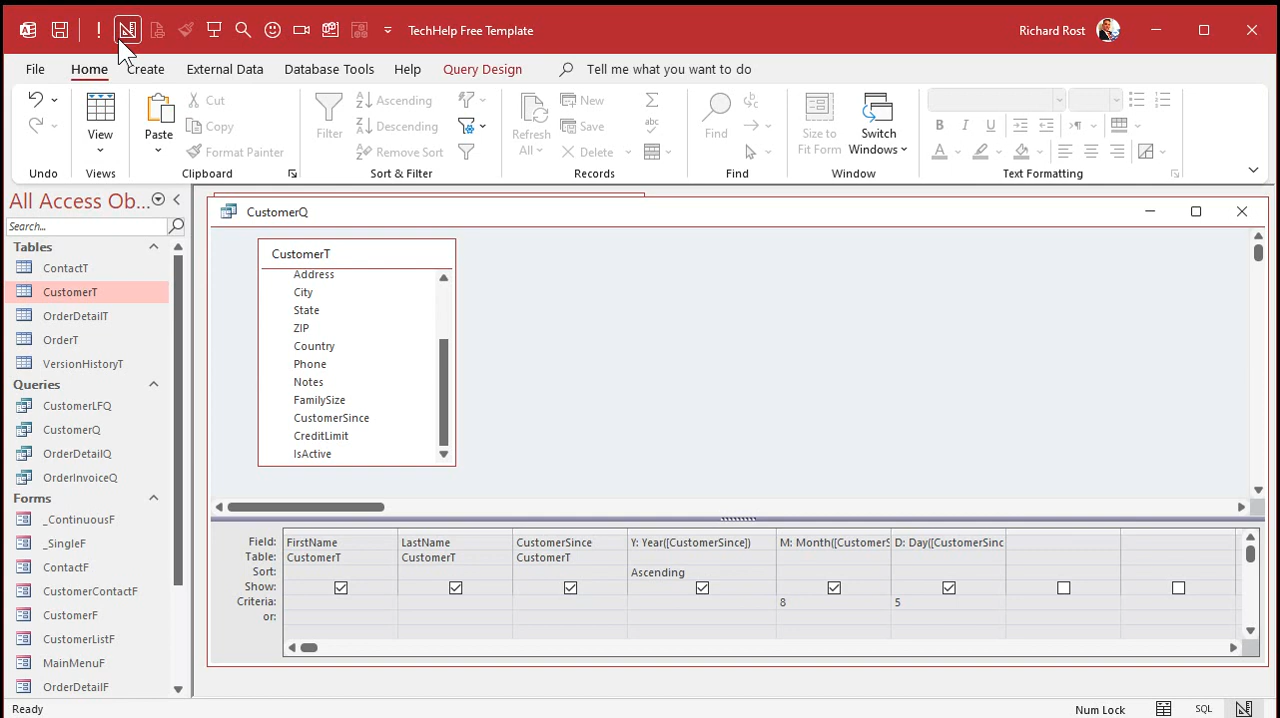 TechHelp Free Template
Richard Rost
File Home Create External Data Database Tools Help Query Design Tell me what you want to do
View
Views
Undo
Paste
Cut
Copy
Format Painter
Clipboard
Filter
Ascending
Descending
Remove Sort
Sort & Filter
Refresh
All
New
Save
Delete
Records
Find
Find
Size to
Fit Form
Switch
Windows
Window
B I U
A
Text Formatting
All Access Ob...
Search...
Tables
ContactT
CustomerT
OrderDetailT
OrderT
VersionHistoryT
Queries
CustomerLFQ
CustomerQ
OrderDetailQ
OrderInvoiceQ
Forms
_ContinuousF
_SingleF
ContactF
CustomerContactF
CustomerF
CustomerListF
MainMenuF
OrderDetailF
CustomerQ
CustomerT
Address
City
State
ZIP
Country
Phone
Notes
FamilySize
CustomerSince
CreditLimit
IsActive
Field: FirstName LastName CustomerSince Y: Year([CustomerSince]) M: Month([CustomerS D: Day([CustomerSinc
Table: CustomerT CustomerT CustomerT
Sort: Ascending
Show:
Criteria: 8 5
or:
Ready
Num Lock
SQL